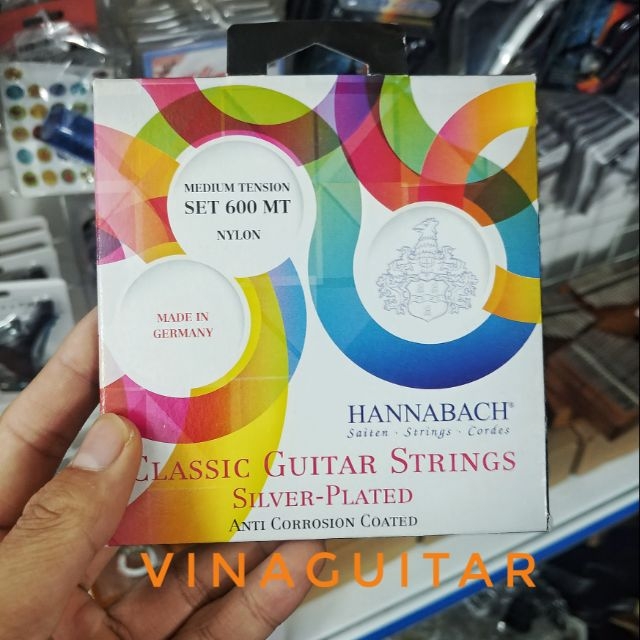 MEDIUM TENSION
SET 600 MT
NYLON
MADE IN
GERMANY
HANNABACH®
Saiten · Strings · Cordes
CLASSIC GUITAR STRINGS
SILVER-PLATED
ANTI CORROSION COATED
VINAGUITAR